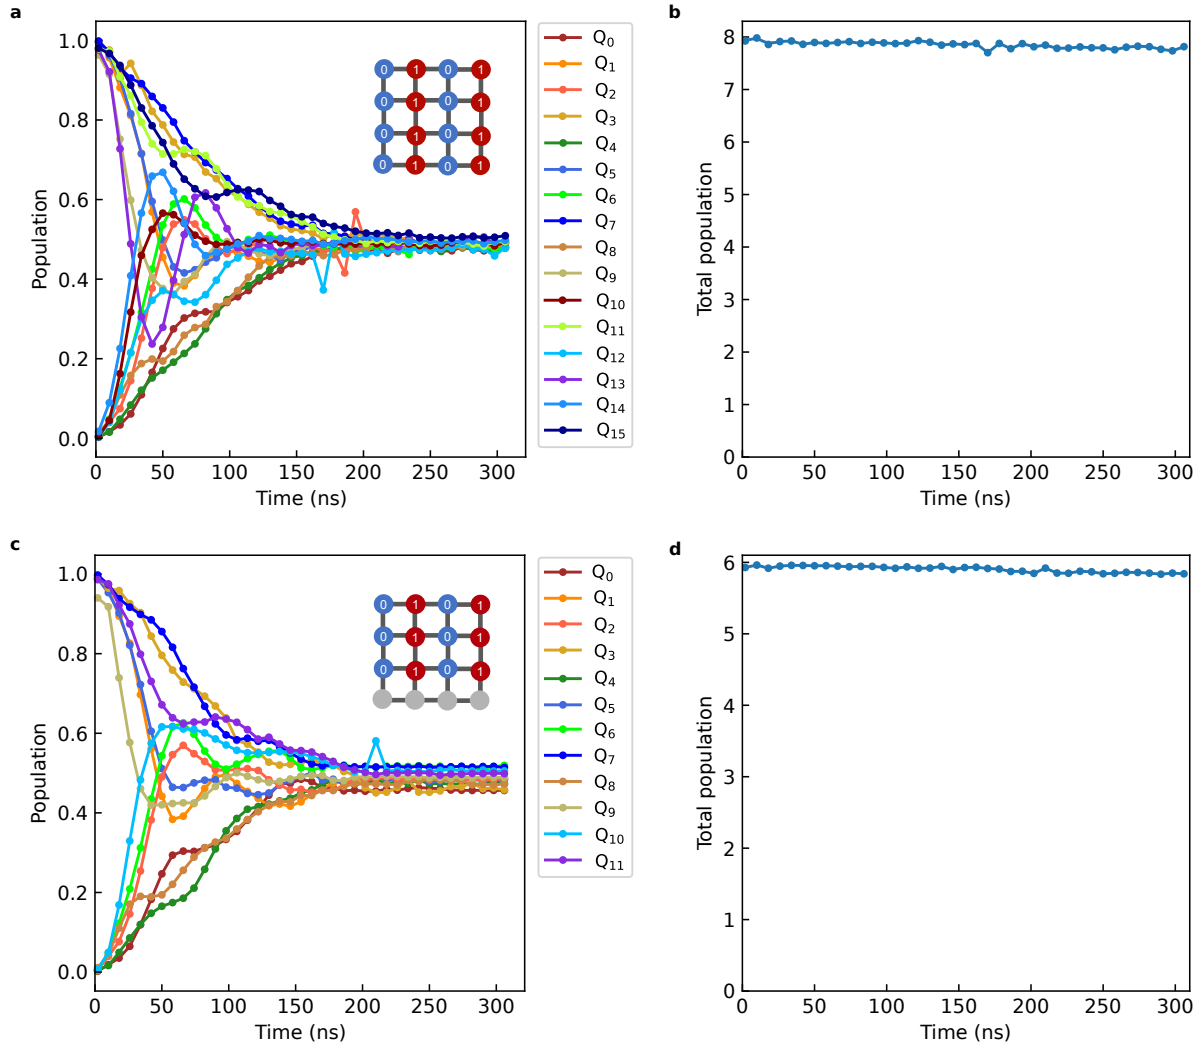 a
1.0
0.8
0.6
0.4
0.2
0.0
Population
0 50 100 150 200 250 300
Time (ns)
0 1 0 1
0 1 0 1
0 1 0 1
0 1 0 1
Q0
Q1
Q2
Q3
Q4
Q5
Q6
Q7
Q8
Q9
Q10
Q11
Q12
Q13
Q14
Q15
b
8
7
6
5
4
3
2
1
0
Total population
0 50 100 150 200 250 300
Time (ns)
c
1.0
0.8
0.6
0.4
0.2
0.0
Population
0 50 100 150 200 250 300
Time (ns)
0 1 0 1
0 1 0 1
0 1 0 1
Q0
Q1
Q2
Q3
Q4
Q5
Q6
Q7
Q8
Q9
Q10
Q11
d
6
5
4
3
2
1
0
Total population
0 50 100 150 200 250 300
Time (ns)